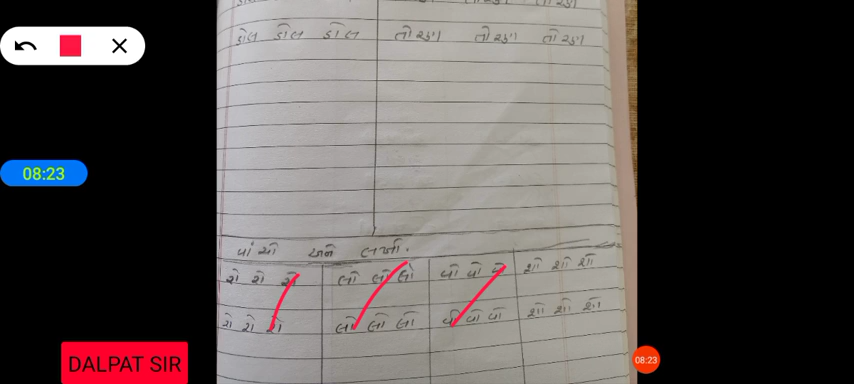 ડોલ ડોલ ડોલ તોરણ તોરણ તોરણ
08:23
વાંચો અને લખો.
રો રો રો લો લો લો પો પો પો શો શો શો
રો રો રો લો લો લો પો પો પો શો શો શો
08:23
DALPAT SIR